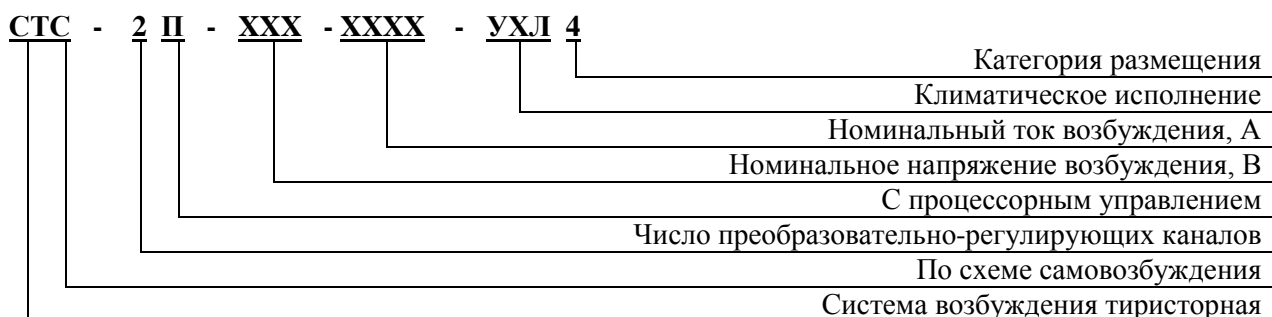 СТС - 2 П - ХХХ - ХХХХ - УХЛ 4
Категория размещения
Климатическое исполнение
Номинальный ток возбуждения, А
Номинальное напряжение возбуждения, В
С процессорным управлением
Число преобразовательно-регулирующих каналов
По схеме самовозбуждения
Система возбуждения тиристорная